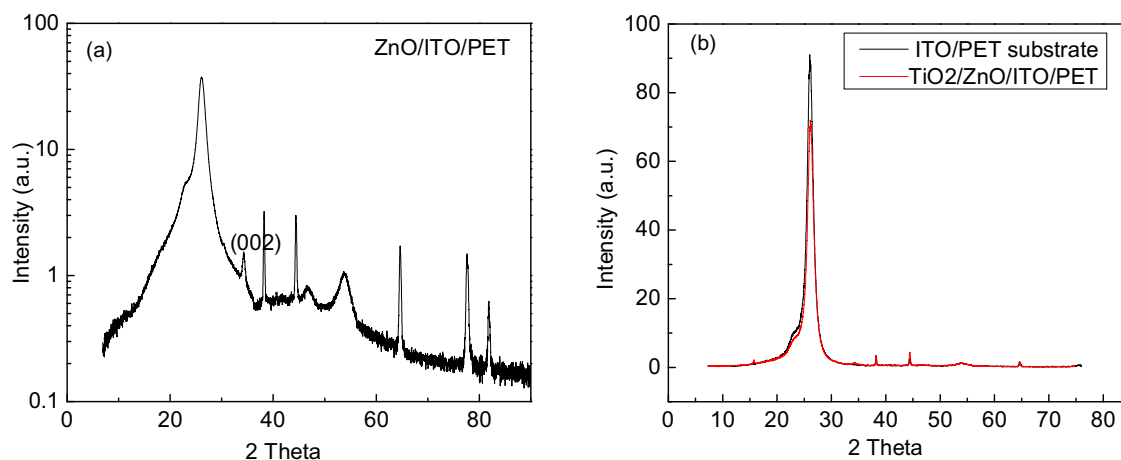 (a)
ZnO/ITO/PET
(002)
100
10
1
0.1
0
20
40
60
80
Intensity (a.u.)
2 Theta
(b)
ITO/PET substrate
TiO2/ZnO/ITO/PET
100
80
60
40
20
0
0
10
20
30
40
50
60
70
80
Intensity (a.u.)
2 Theta